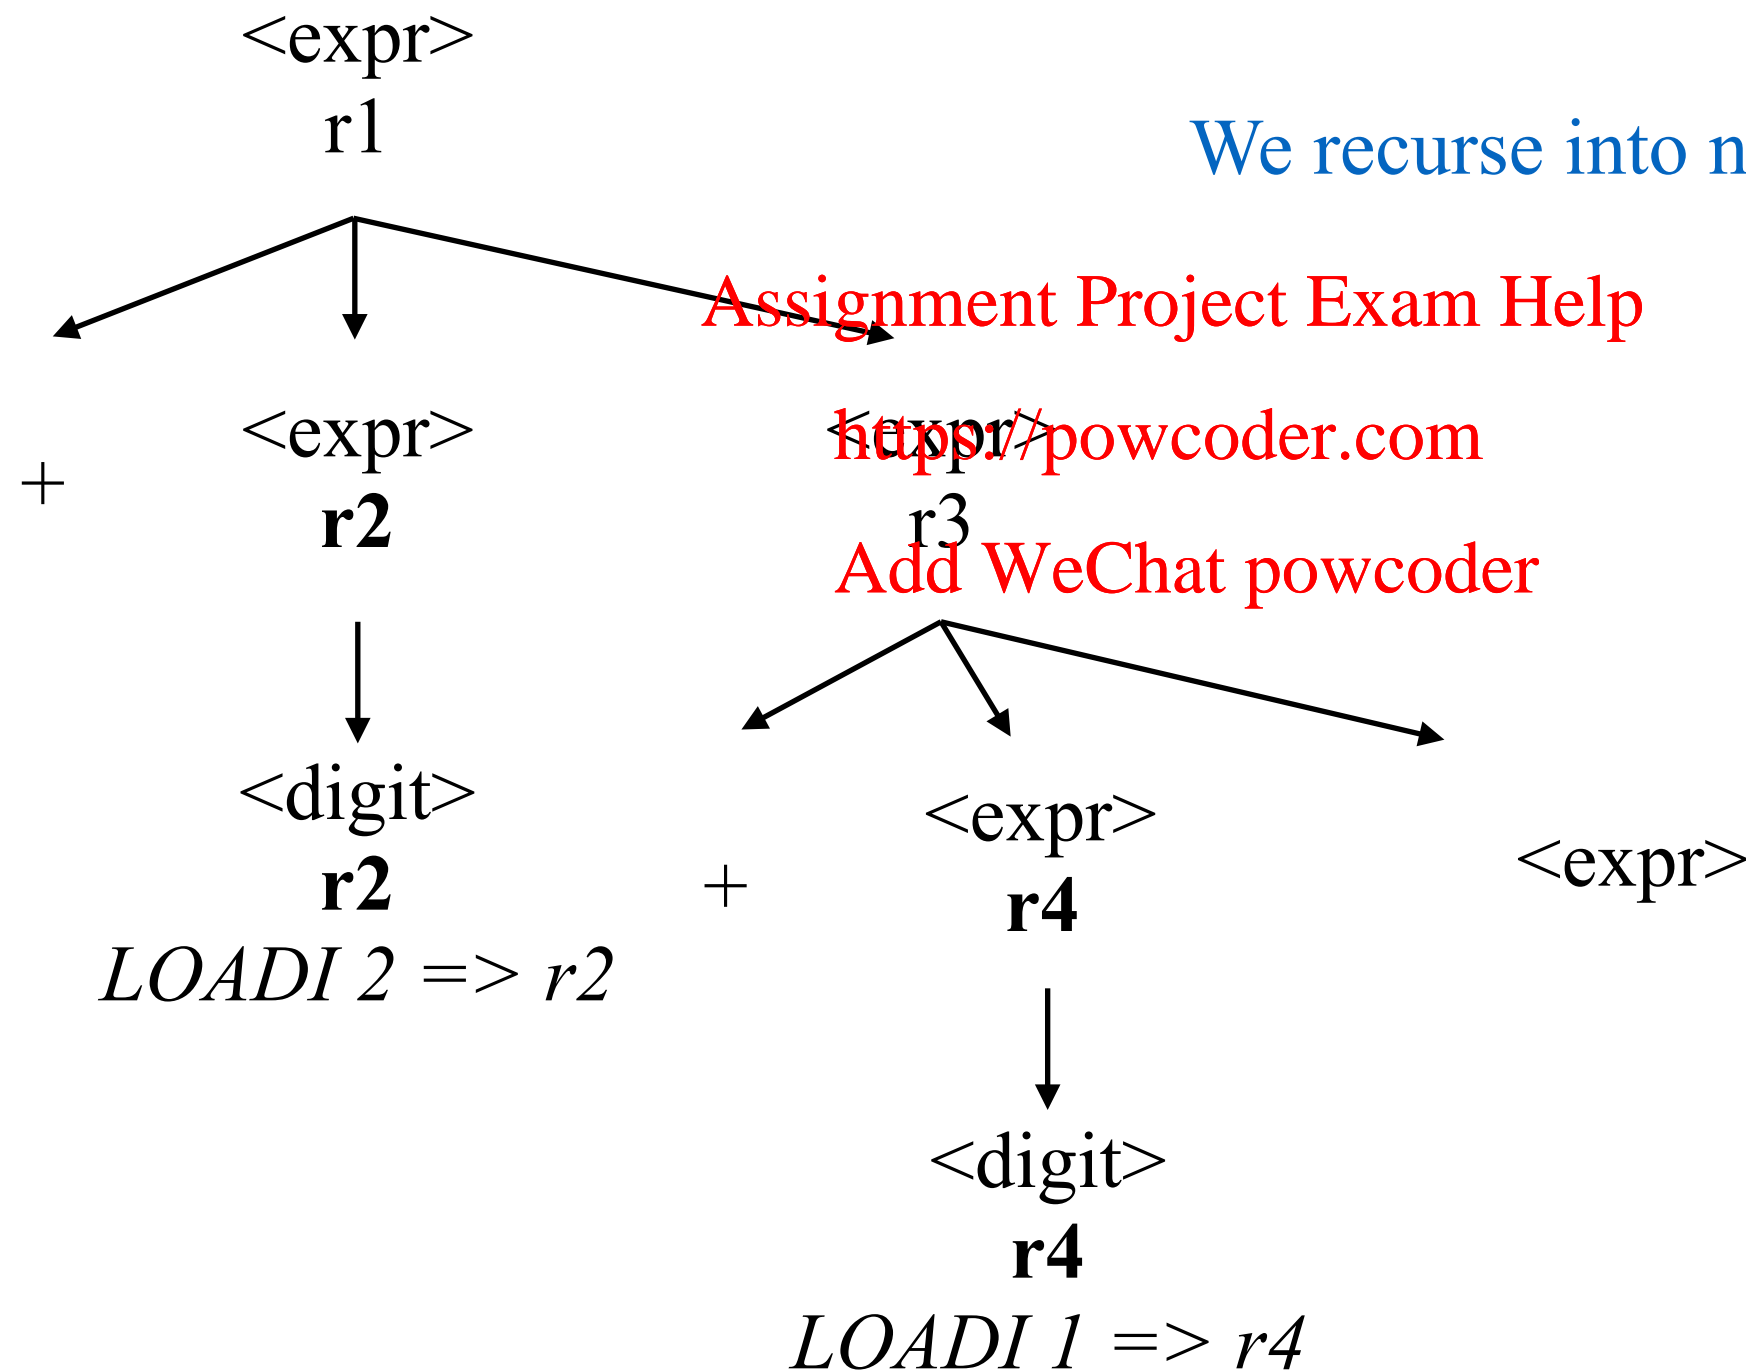 <expr>
r1
We recurse into n
Assignment Project Exam Help
+
<expr>
r2
<expr>
r3
https://powcoder.com
Add WeChat powcoder
<digit>
r2
LOADI 2 => r2
+
<expr>
r4
<expr>
<digit>
r4
LOADI 1 => r4